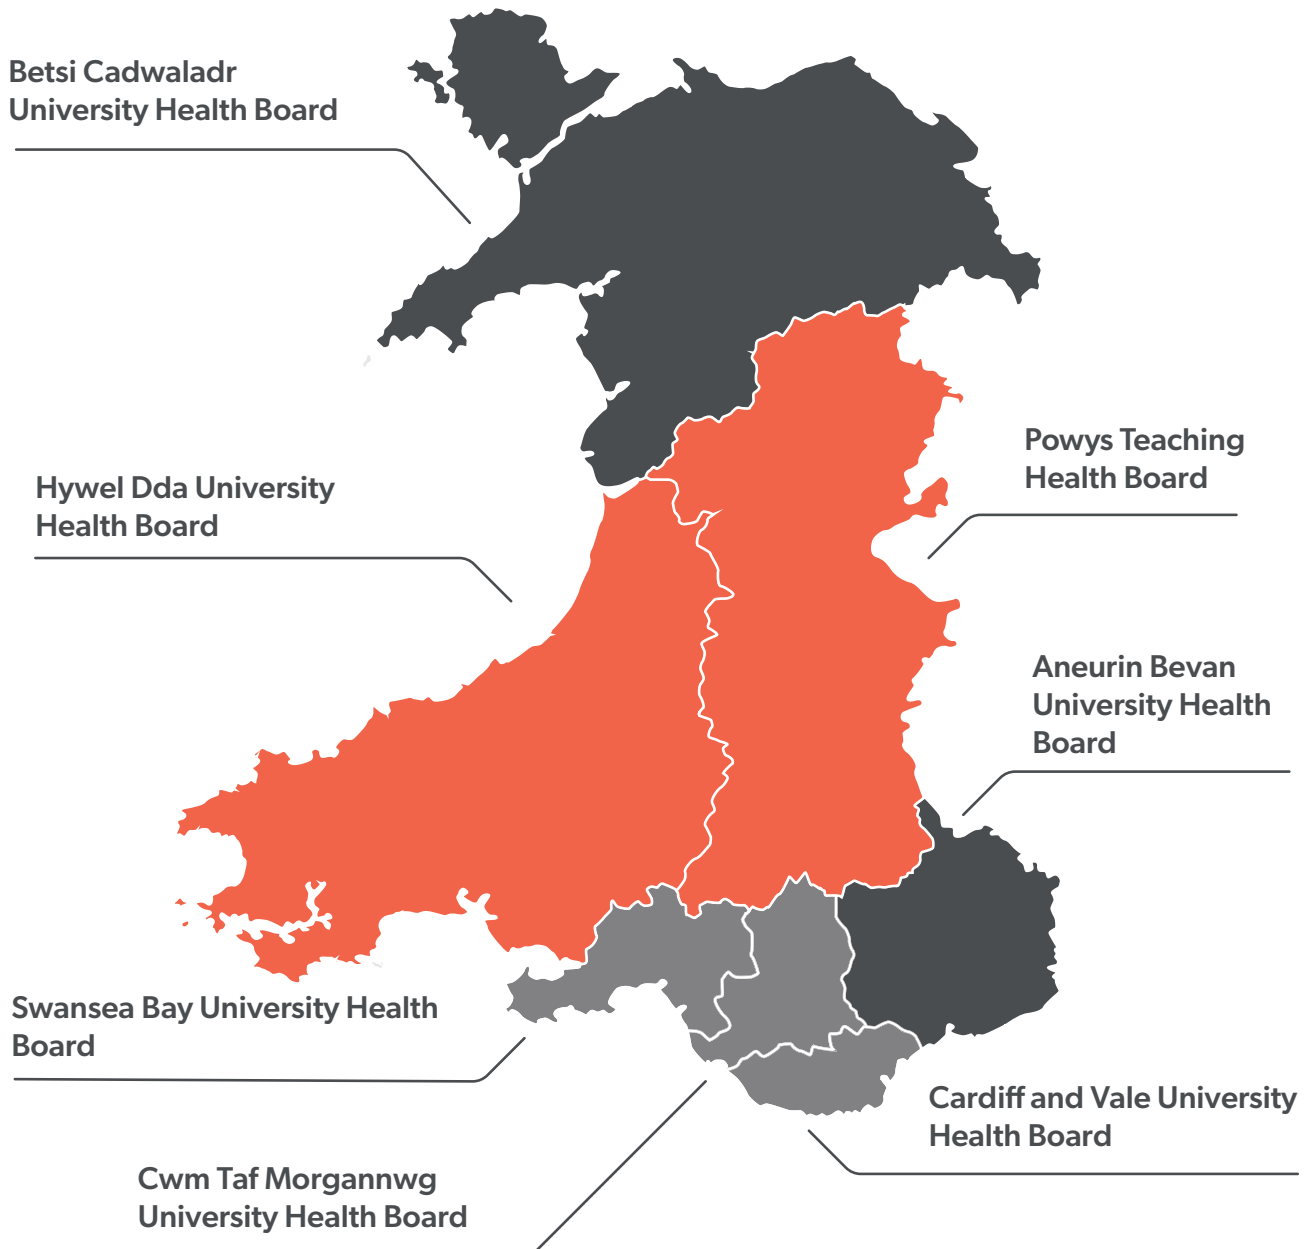 Betsi Cadwaladr
University Health Board
Powys Teaching
Health Board
Hywel Dda University
Health Board
Aneurin Bevan
University Health
Board
Swansea Bay University Health
Board
Cardiff and Vale University
Health Board
Cwm Taf Morgannwg
University Health Board